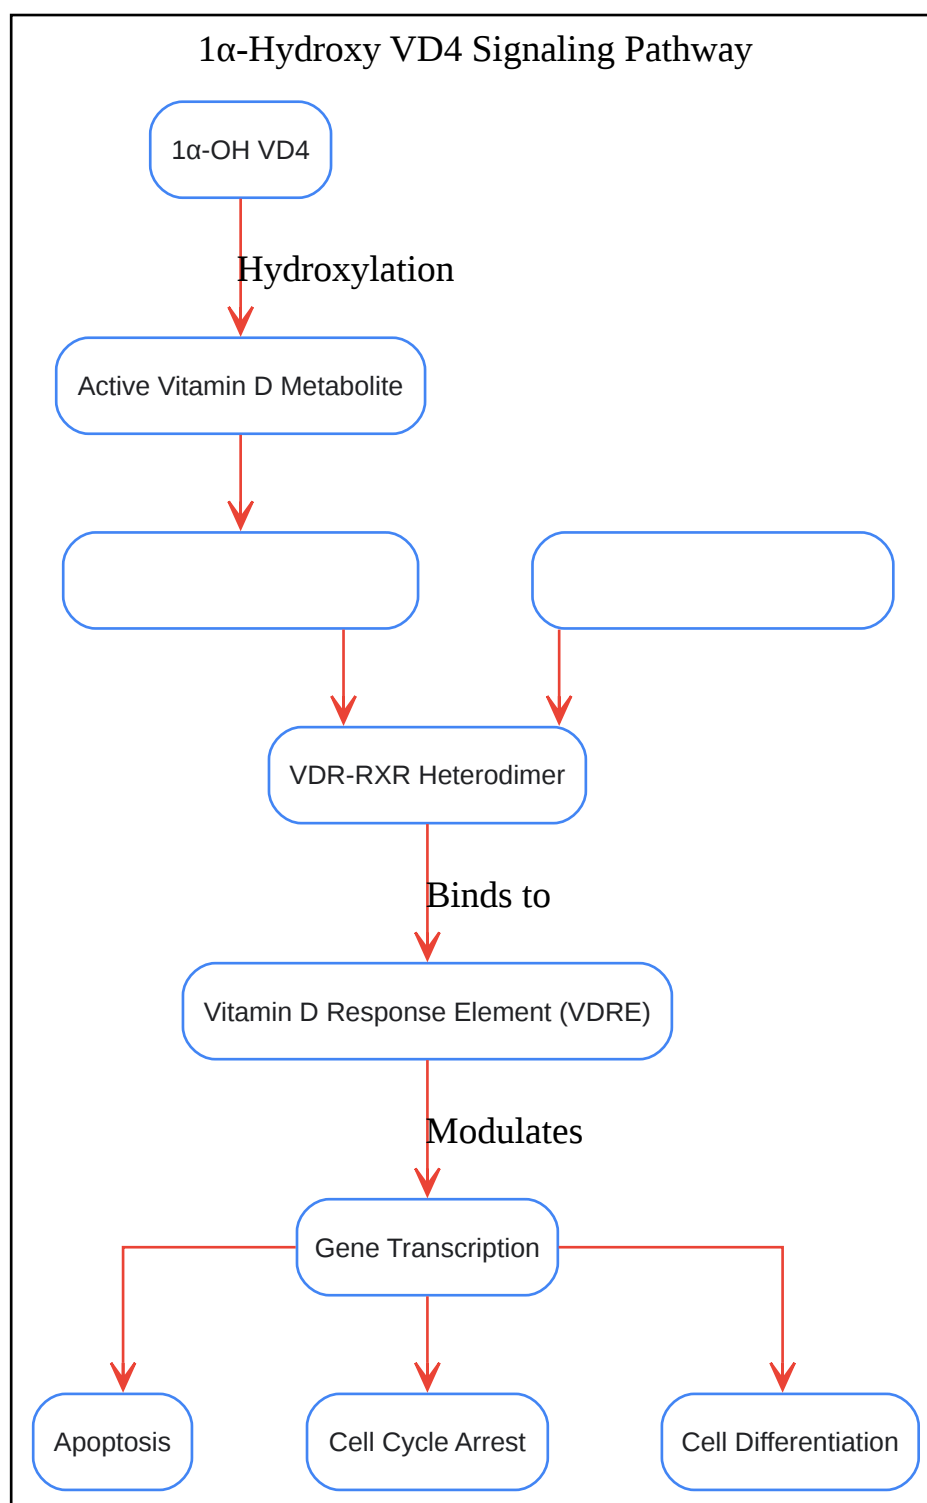 1α-Hydroxy VD4 Signaling Pathway
1α-OH VD4
Hydroxylation
Active Vitamin D Metabolite
VDR-RXR Heterodimer
Binds to
Vitamin D Response Element (VDRE)
Modulates
Gene Transcription
Apoptosis
Cell Cycle Arrest
Cell Differentiation